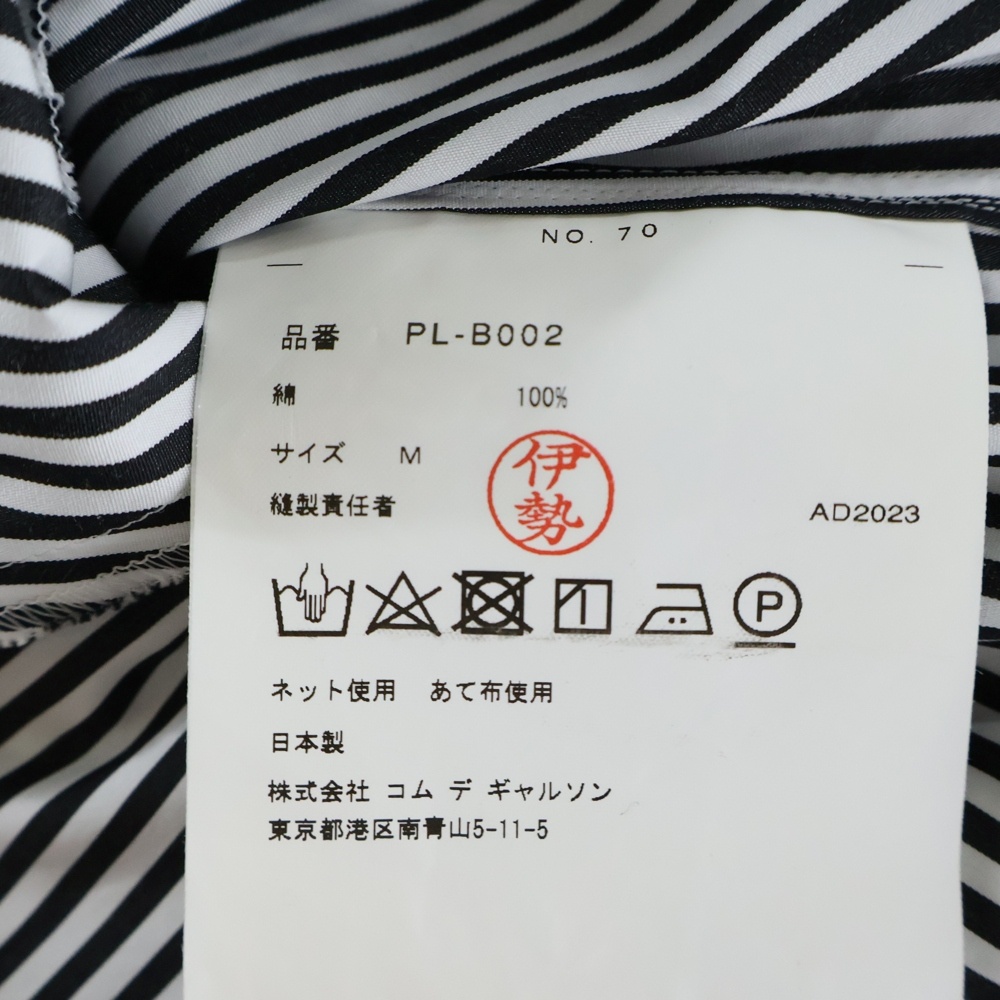 NO. 70
品番 PL-B002
綿 100%
サイズ M
伊勢
縫製責任者 AD2023
P
ネット使用 あて布使用
日本製
株式会社 コム デ ギャルソン
東京都港区南青山5-11-5